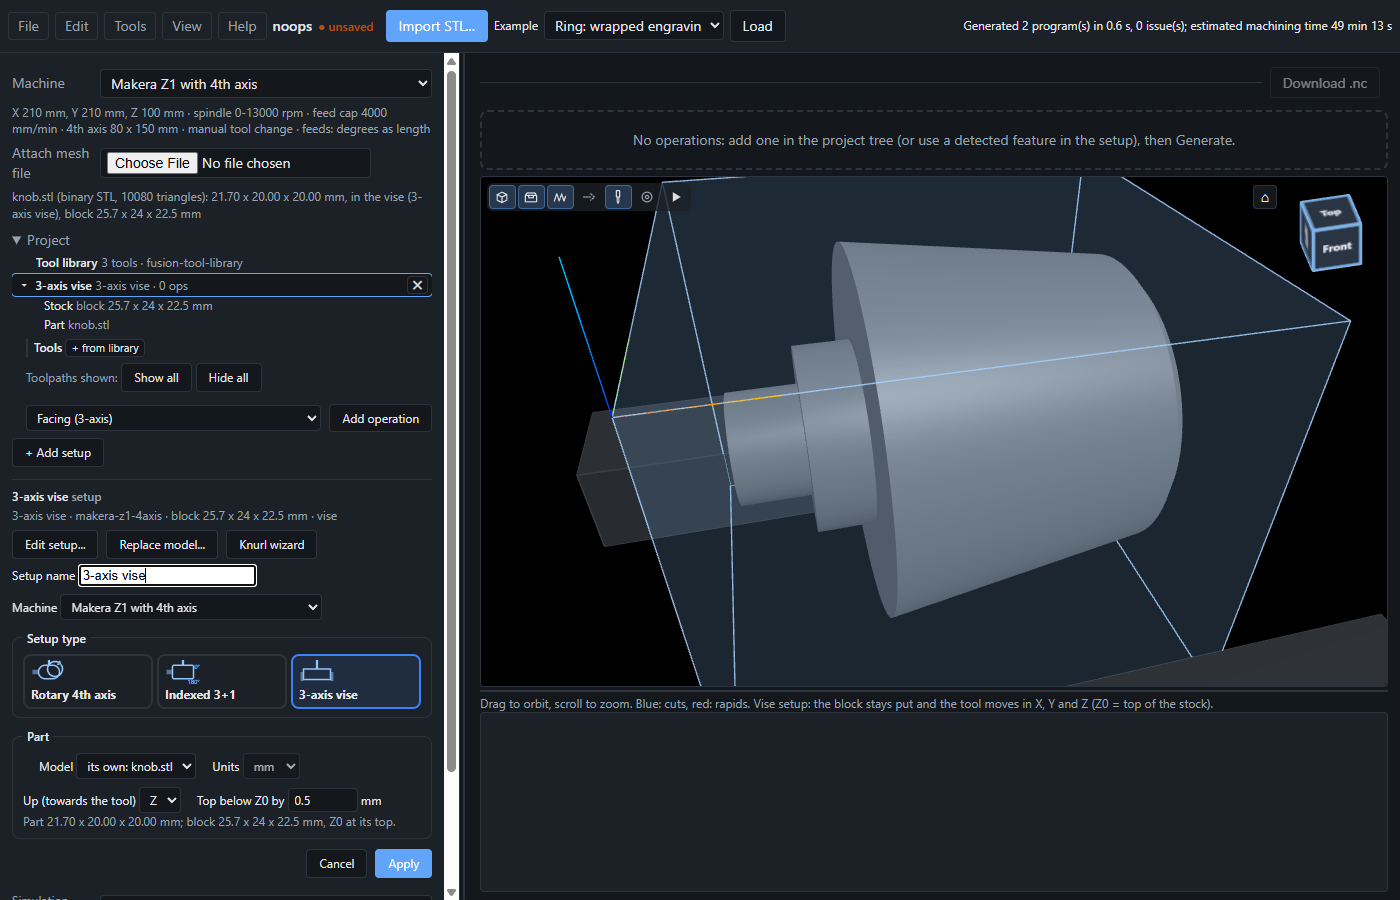 File Edit Tools View Help noops • unsaved Import STL... Example Ring: wrapped engravin Load Generated 2 program(s) in 0.6 s, 0 issue(s); estimated machining time 49 min 13 s
Machine Makera Z1 with 4th axis
X 210 mm, Y 210 mm, Z 100 mm · spindle 0-13000 rpm · feed cap 4000
mm/min · 4th axis 80 x 150 mm · manual tool change · feeds: degrees as length
Attach mesh file Choose File No file chosen
knob.stl (binary STL, 10080 triangles): 21.70 x 20.00 x 20.00 mm, in the vise (3-
axis vise), block 25.7 x 24 x 22.5 mm
Project
Tool library 3 tools · fusion-tool-library
3-axis vise 3-axis vise · 0 ops
Stock block 25.7 x 24 x 22.5 mm
Part knob.stl
Tools + from library
Toolpaths shown: Show all Hide all
Facing (3-axis) Add operation
+ Add setup
3-axis vise setup
3-axis vise · makera-z1-4axis · block 25.7 x 24 x 22.5 mm · vise
Edit setup... Replace model... Knurl wizard
Setup name 3-axis vise
Machine Makera Z1 with 4th axis
Setup type
Rotary 4th axis Indexed 3+1 3-axis vise
Part
Model its own: knob.stl Units mm
Up (towards the tool) Z Top below Z0 by 0.5 mm
Part 21.70 x 20.00 x 20.00 mm; block 25.7 x 24 x 22.5 mm, Z0 at its top.
Cancel Apply
Download .nc
No operations: add one in the project tree (or use a detected feature in the setup), then Generate.
Top
Front
Drag to orbit, scroll to zoom. Blue: cuts, red: rapids. Vise setup: the block stays put and the tool moves in X, Y and Z (Z0 = top of the stock).